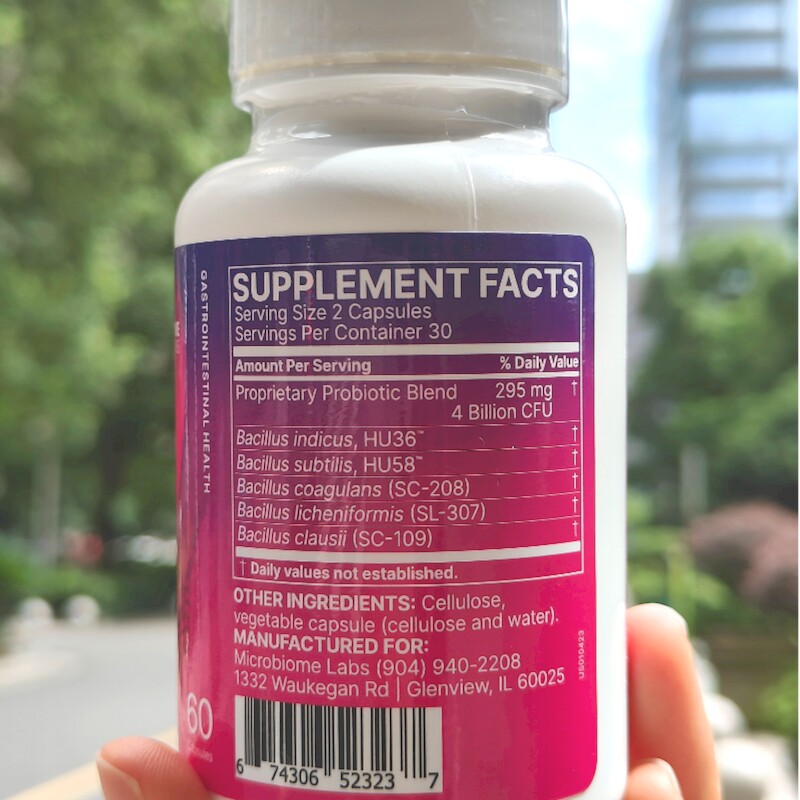 GASTROINTESTINAL HEALTH
SUPPLEMENT FACTS
Serving Size 2 Capsules
Servings Per Container 30
Amount Per Serving % Daily Value
Proprietary Probiotic Blend 295 mg †
4 Billion CFU
Bacillus indicus, HU36™ †
Bacillus subtilis, HU58™ †
Bacillus coagulans (SC-208) †
Bacillus licheniformis (SL-307) †
Bacillus clausii (SC-109) †
† Daily values not established.
OTHER INGREDIENTS: Cellulose,
vegetable capsule (cellulose and water).
MANUFACTURED FOR:
Microbiome Labs (904) 940-2208
1332 Waukegan Rd | Glenview, IL 60025
US010423
60
6 74306 52323 7